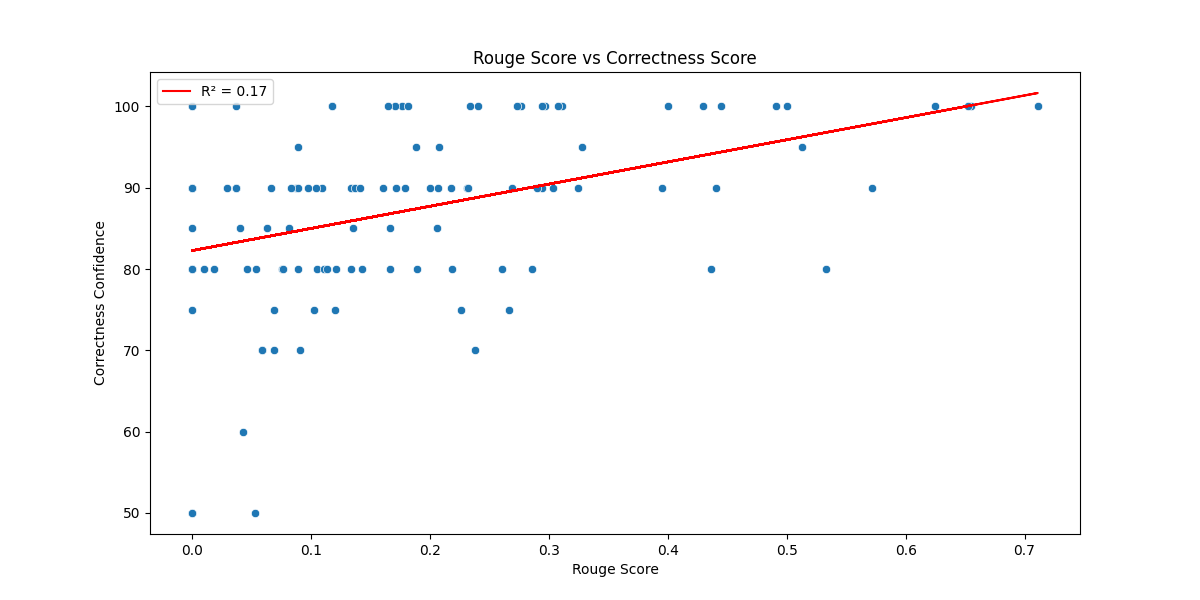 Rouge Score vs Correctness Score
R² = 0.17
Correctness Confidence
100
90
80
70
60
50
0.0 0.1 0.2 0.3 0.4 0.5 0.6 0.7
Rouge Score